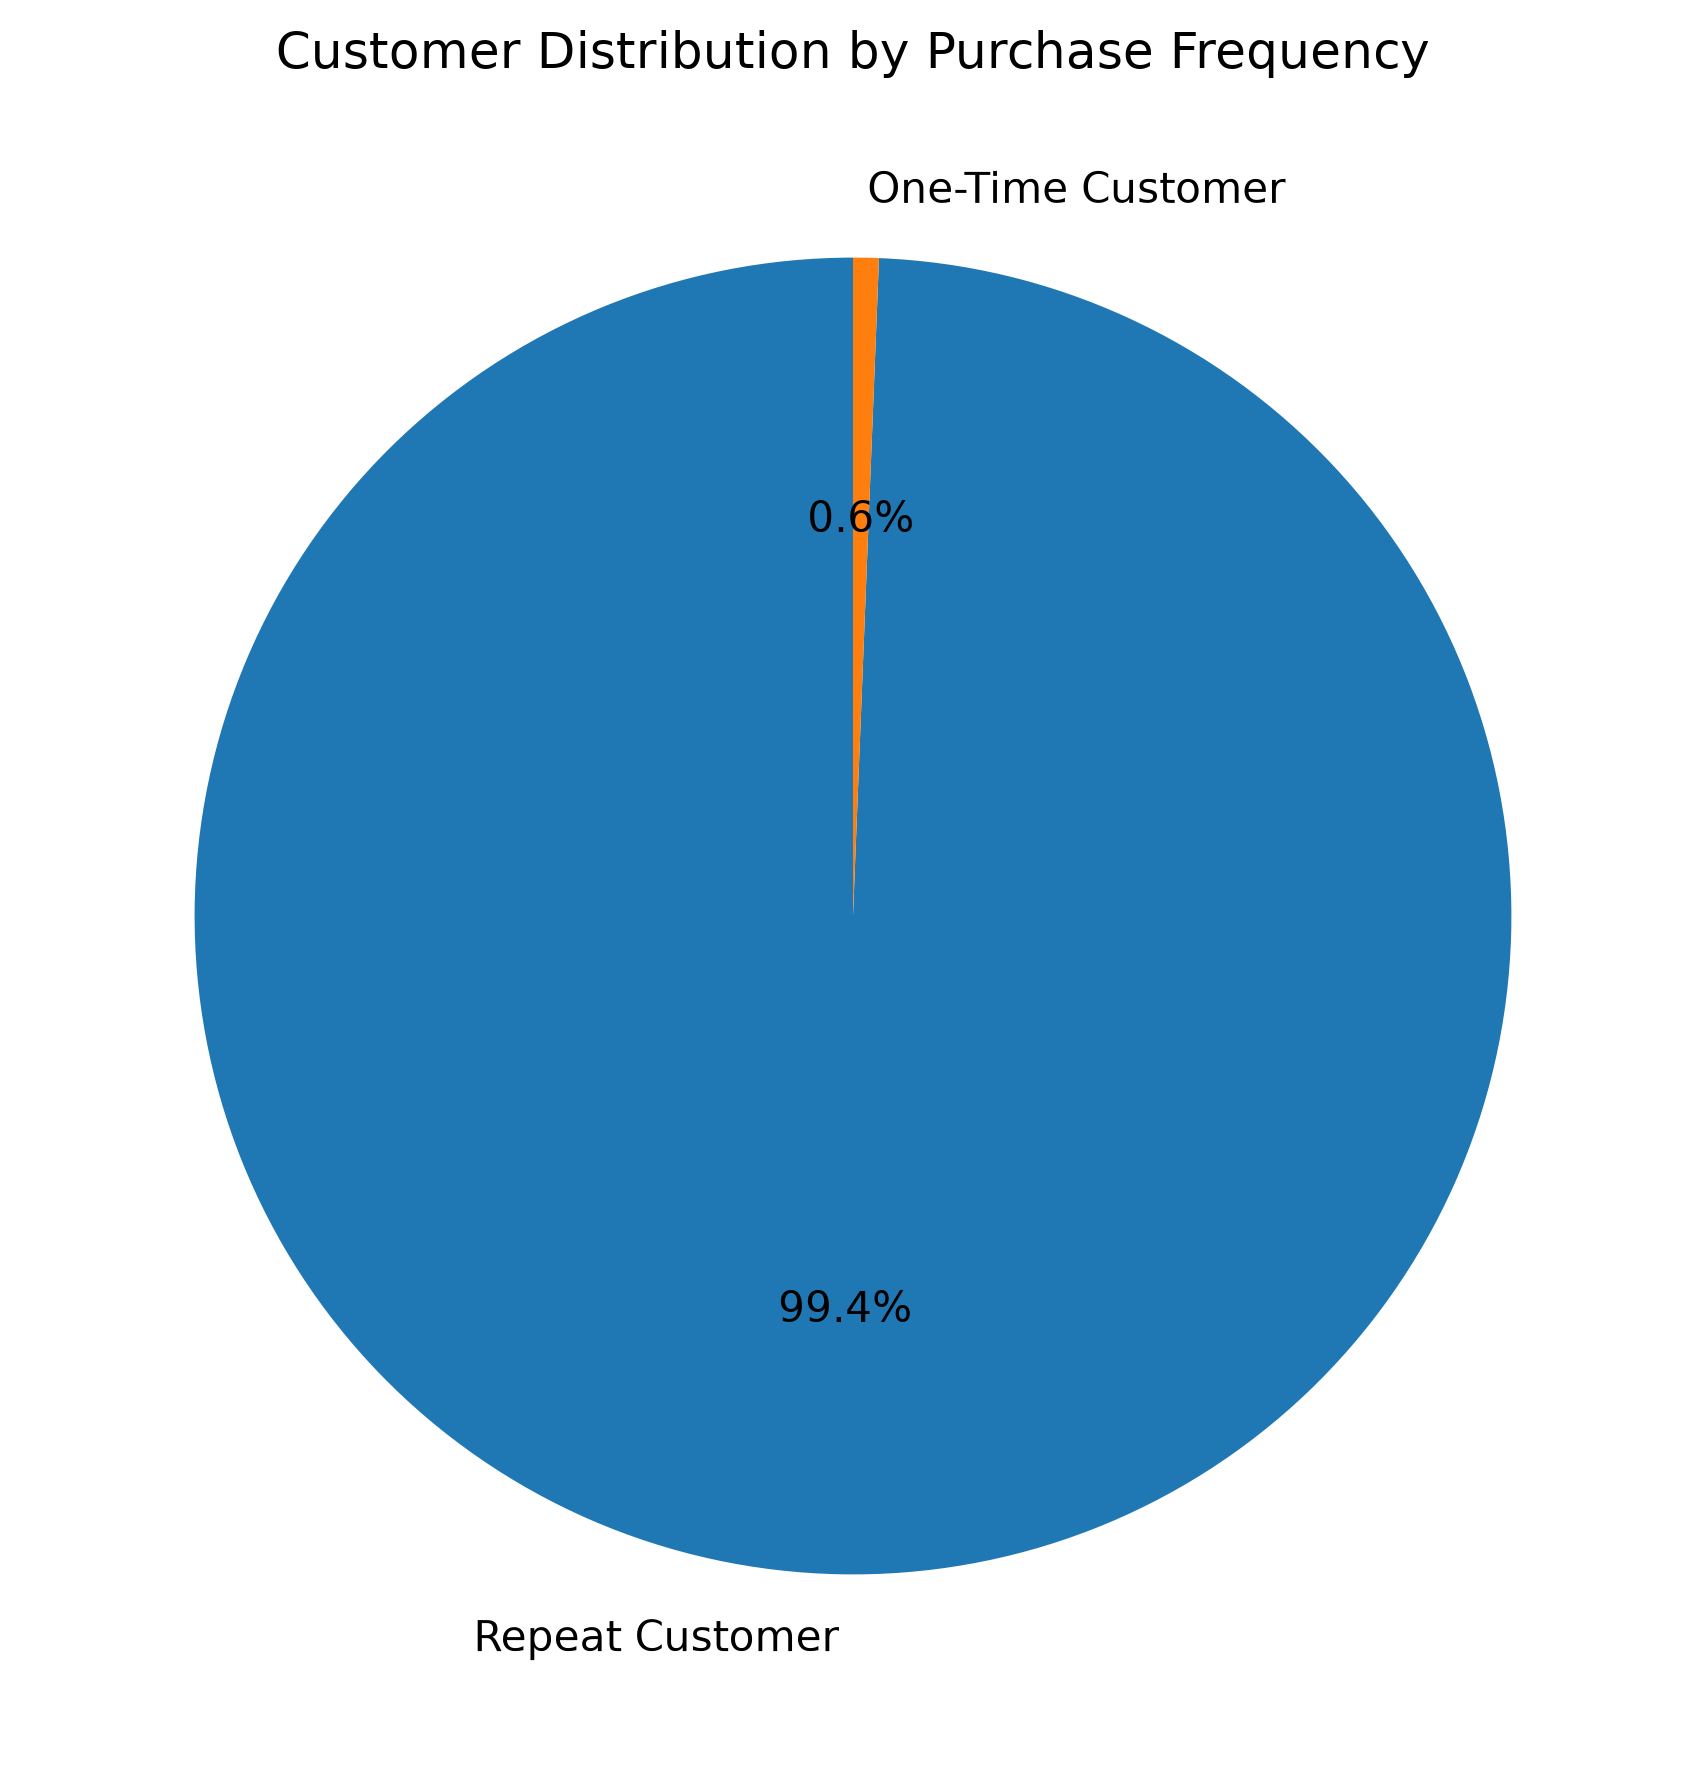 Customer Distribution by Purchase Frequency
One-Time Customer
0.6%
99.4%
Repeat Customer